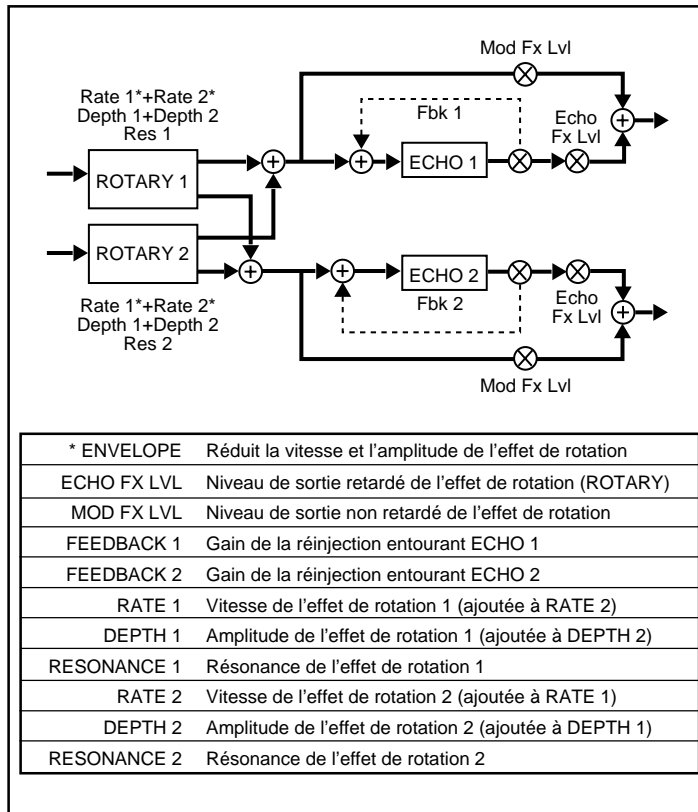 Mod Fx Lvl
Rate 1*+Rate 2*
Depth 1+Depth 2
Res 1
Fbk 1
Echo
Fx Lvl
ROTARY 1
ECHO 1
ROTARY 2
ECHO 2
Rate 1*+Rate 2*
Depth 1+Depth 2
Res 2
Fbk 2
Echo
Fx Lvl
Mod Fx Lvl
* ENVELOPE Réduit la vitesse et l'amplitude de l'effet de rotation
ECHO FX LVL Niveau de sortie retardé de l'effet de rotation (ROTARY)
MOD FX LVL Niveau de sortie non retardé de l'effet de rotation
FEEDBACK 1 Gain de la réinjection entourant ECHO 1
FEEDBACK 2 Gain de la réinjection entourant ECHO 2
RATE 1 Vitesse de l'effet de rotation 1 (ajoutée à RATE 2)
DEPTH 1 Amplitude de l'effet de rotation 1 (ajoutée à DEPTH 2)
RESONANCE 1 Résonance de l'effet de rotation 1
RATE 2 Vitesse de l'effet de rotation 2 (ajoutée à RATE 1)
DEPTH 2 Amplitude de l'effet de rotation 2 (ajoutée à DEPTH 1)
RESONANCE 2 Résonance de l'effet de rotation 2